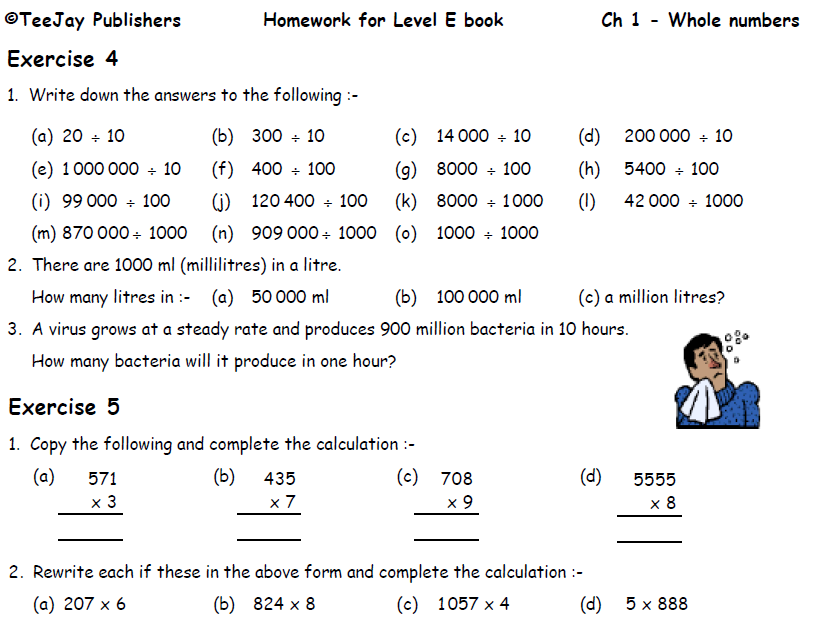 ©TeeJay Publishers Homework for Level E book Ch 1 - Whole numbers
Exercise 4
1. Write down the answers to the following :-
(a) 20 ÷ 10 (b) 300 ÷ 10 (c) 14 000 ÷ 10 (d) 200 000 ÷ 10
(e) 1 000 000 ÷ 10 (f) 400 ÷ 100 (g) 8000 ÷ 100 (h) 5400 ÷ 100
(i) 99 000 ÷ 100 (j) 120 400 ÷ 100 (k) 8000 ÷ 1000 (l) 42 000 ÷ 1000
(m) 870 000 ÷ 1000 (n) 909 000 ÷ 1000 (o) 1000 ÷ 1000
2. There are 1000 ml (millilitres) in a litre.
How many litres in :- (a) 50 000 ml (b) 100 000 ml (c) a million litres?
3. A virus grows at a steady rate and produces 900 million bacteria in 10 hours.
How many bacteria will it produce in one hour?
Exercise 5
1. Copy the following and complete the calculation :-
(a) 571 (b) 435 (c) 708 (d) 5555
x 3 x 7 x 9 x 8
2. Rewrite each if these in the above form and complete the calculation :-
(a) 207 x 6 (b) 824 x 8 (c) 1057 x 4 (d) 5 x 888